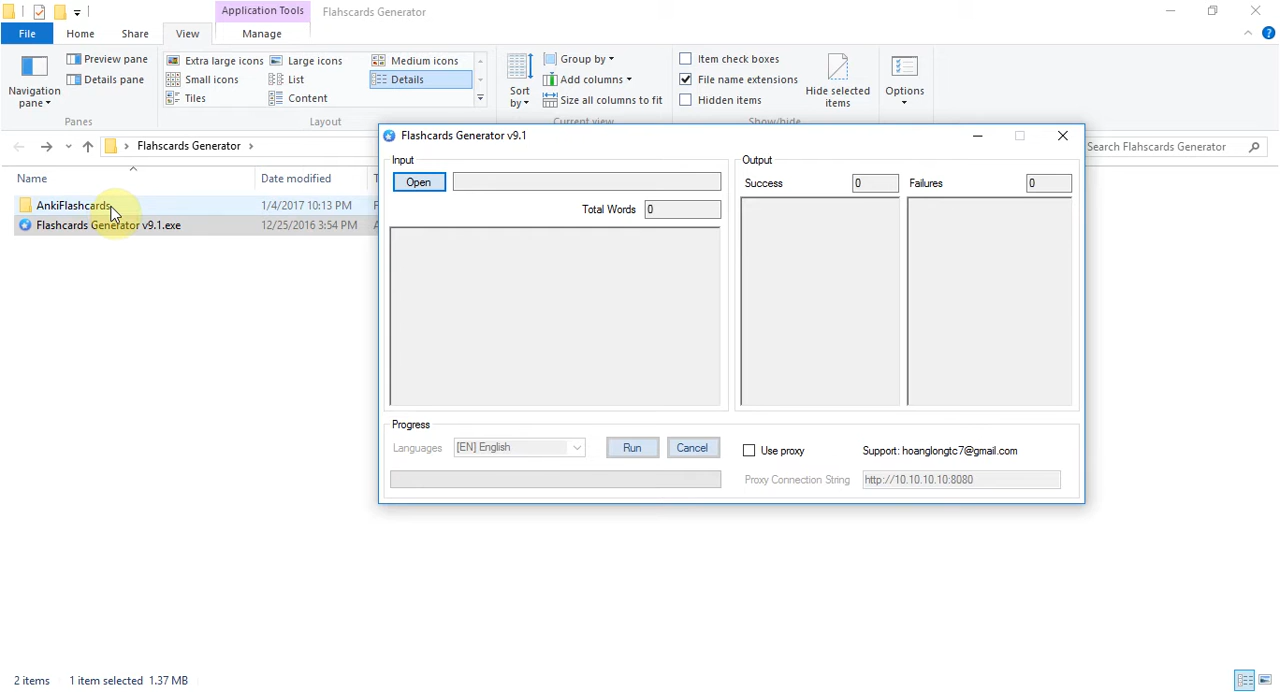 Application Tools
Flahscards Generator
File
Home
Share
View
Manage
Navigation pane
Preview pane
Details pane
Panes
Extra large icons
Large icons
Medium icons
Small icons
List
Details
Tiles
Content
Layout
Sort by
Group by
Add columns
Size all columns to fit
Current view
Item check boxes
File name extensions
Hidden items
Hide selected items
Show/hide
Options
Flahscards Generator
Search Flahscards Generator
Name
Date modified
T
AnkiFlashcards
1/4/2017 10:13 PM
F
Flashcards Generator v9.1.exe
12/25/2016 3:54 PM
A
Flashcards Generator v9.1
Input
Open
Total Words
0
Output
Success
0
Failures
0
Progress
Languages
[EN] English
Run
Cancel
Use proxy
Support: hoanglongtc7@gmail.com
Proxy Connection String
http://10.10.10.10:8080
2 items
1 item selected 1.37 MB